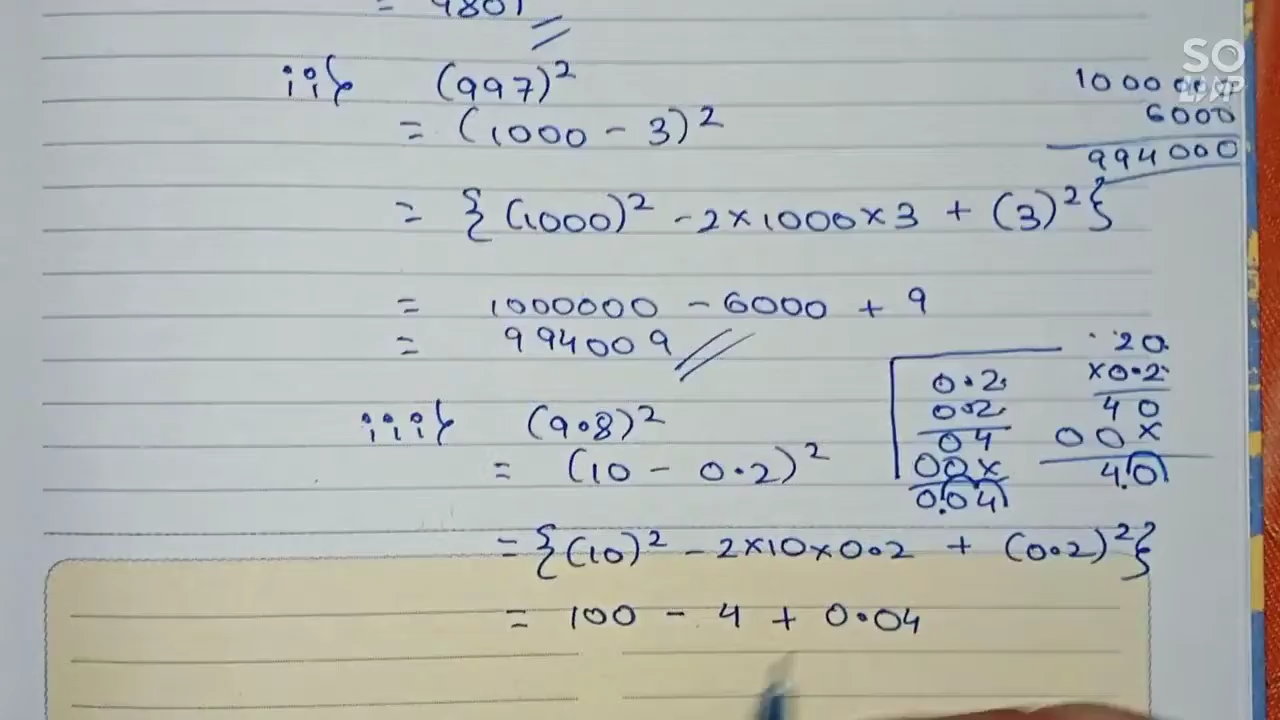 = 9801
ii} (997)²
= (1000 - 3)²
1000000
6000
994000
= {(1000)² - 2×1000×3 + (3)²}
= 1000000 - 6000 + 9
= 994009
iii} (9.8)²
= (10 - 0.2)²
0.2
0.2
04
00×
0.04
20
×0.2
40
00×
4.0
= {(10)² - 2×10×0.2 + (0.2)²}
= 100 - 4 + 0.04